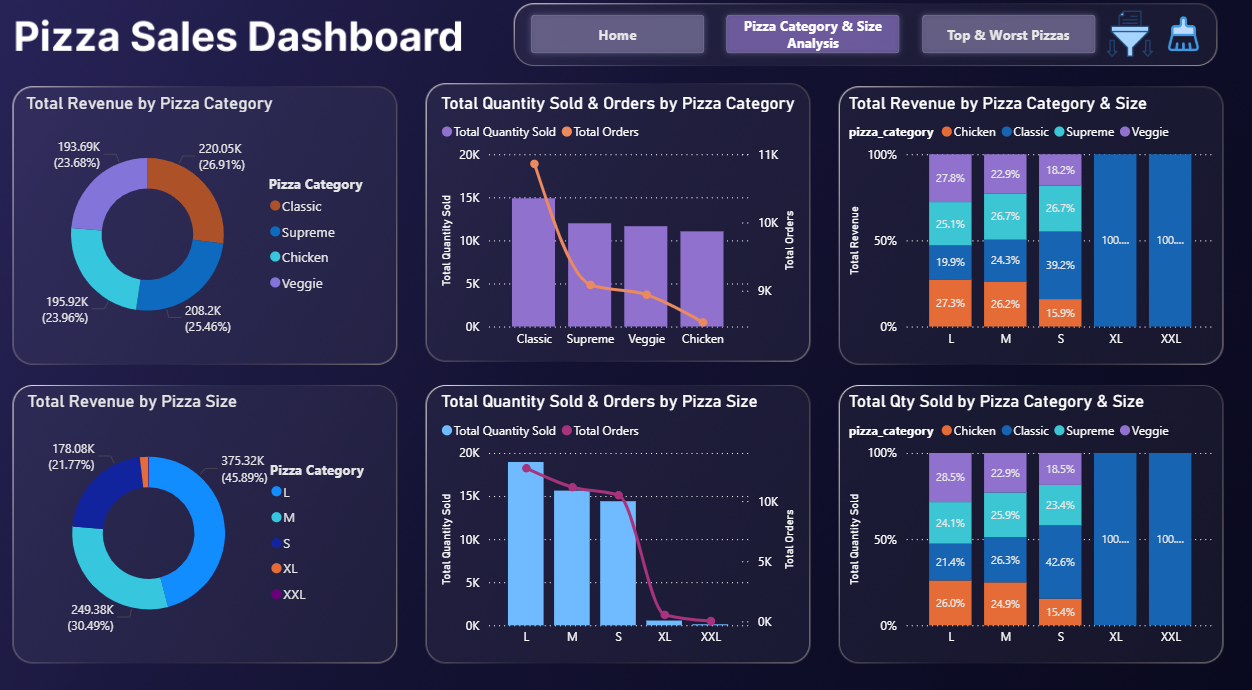 Pizza Sales Dashboard
Home
Pizza Category & Size
Analysis
Top & Worst Pizzas
Total Revenue by Pizza Category
193.69K
(23.68%)
220.05K
(26.91%)
195.92K
(23.96%)
208.2K
(25.46%)
Pizza Category
Classic
Supreme
Chicken
Veggie
Total Quantity Sold & Orders by Pizza Category
Total Quantity Sold Total Orders
20K
15K
10K
5K
0K
Total Quantity Sold
11K
10K
9K
Total Orders
Classic Supreme Veggie Chicken
Total Revenue by Pizza Category & Size
pizza_category Chicken Classic Supreme Veggie
100%
50%
0%
Total Revenue
27.8% 22.9% 18.2%
25.1% 26.7% 26.7%
19.9% 24.3% 39.2% 100.... 100....
27.3% 26.2% 15.9%
L M S XL XXL
Total Revenue by Pizza Size
178.08K
(21.77%)
375.32K
(45.89%)
249.38K
(30.49%)
Pizza Category
L
M
S
XL
XXL
Total Quantity Sold & Orders by Pizza Size
Total Quantity Sold Total Orders
20K
15K
10K
5K
0K
Total Quantity Sold
10K
5K
0K
Total Orders
L M S XL XXL
Total Qty Sold by Pizza Category & Size
pizza_category Chicken Classic Supreme Veggie
100%
50%
0%
Total Quantity Sold
28.5% 22.9% 18.5%
24.1% 25.9% 23.4%
21.4% 26.3% 42.6% 100.... 100....
26.0% 24.9% 15.4%
L M S XL XXL